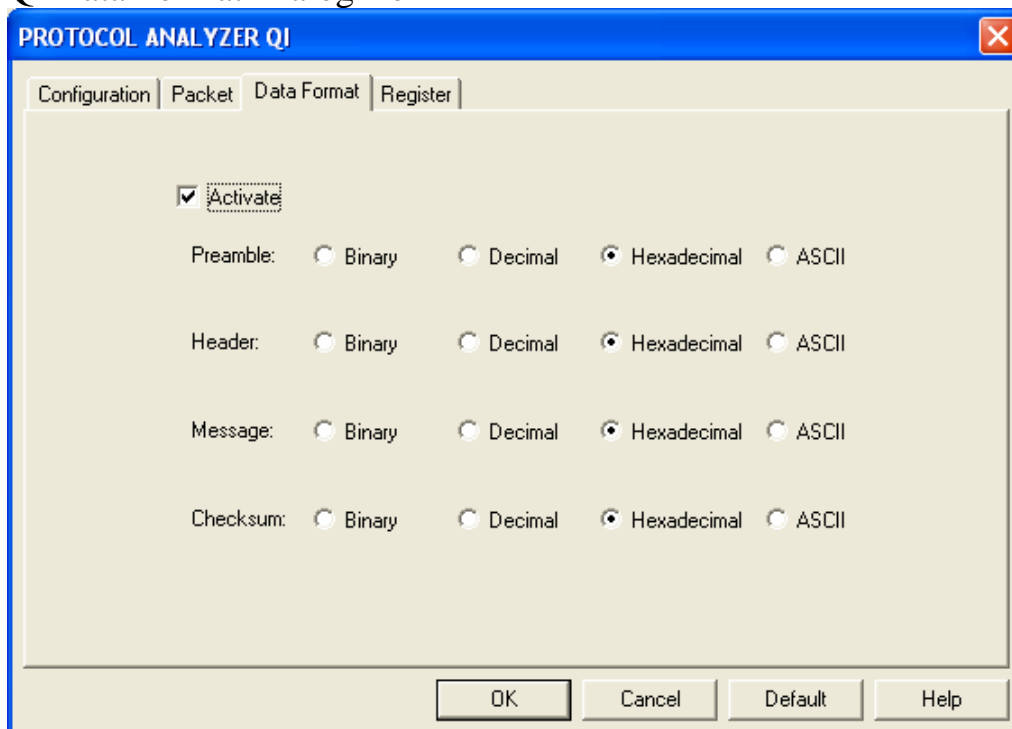 PROTOCOL ANALYZER QI
Configuration Packet Data Format Register
Activate
Preamble: Binary Decimal Hexadecimal ASCII
Header: Binary Decimal Hexadecimal ASCII
Message: Binary Decimal Hexadecimal ASCII
Checksum: Binary Decimal Hexadecimal ASCII
OK Cancel Default Help